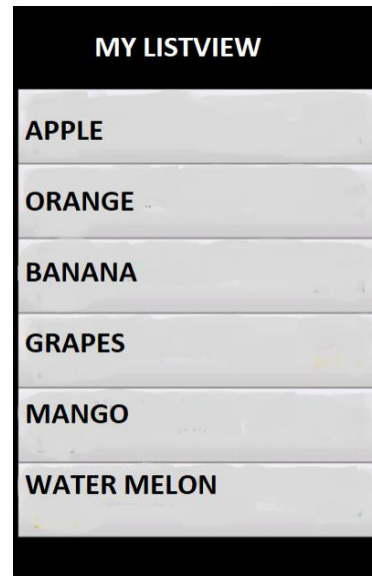 MY LISTVIEW
APPLE
ORANGE
BANANA
GRAPES
MANGO
WATER MELON